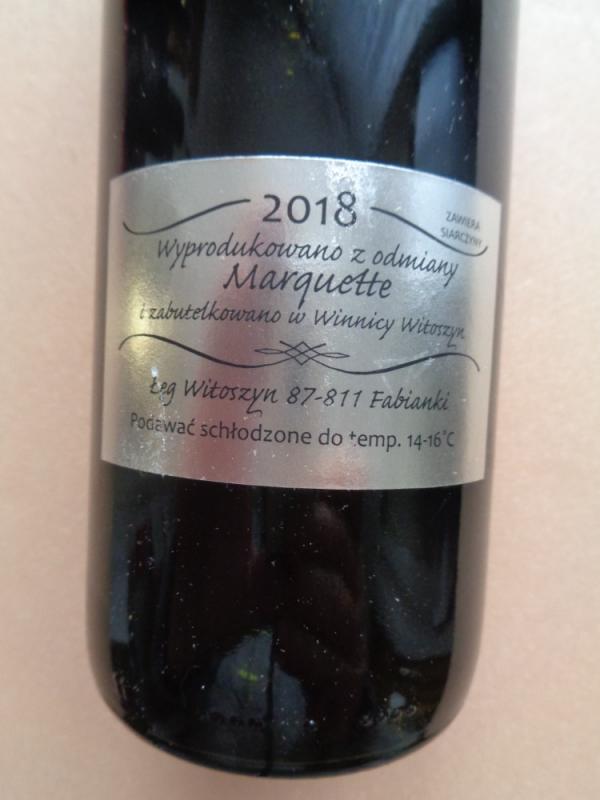 2018
ZAWIERA
SIARCZYNY
Wyprodukowano z odmiany
Marquette
i zabutelkowano w Winnicy Witoszyn
Łęg Witoszyn 87-811 Fabianki
Podawać schłodzone do temp. 14-16°C